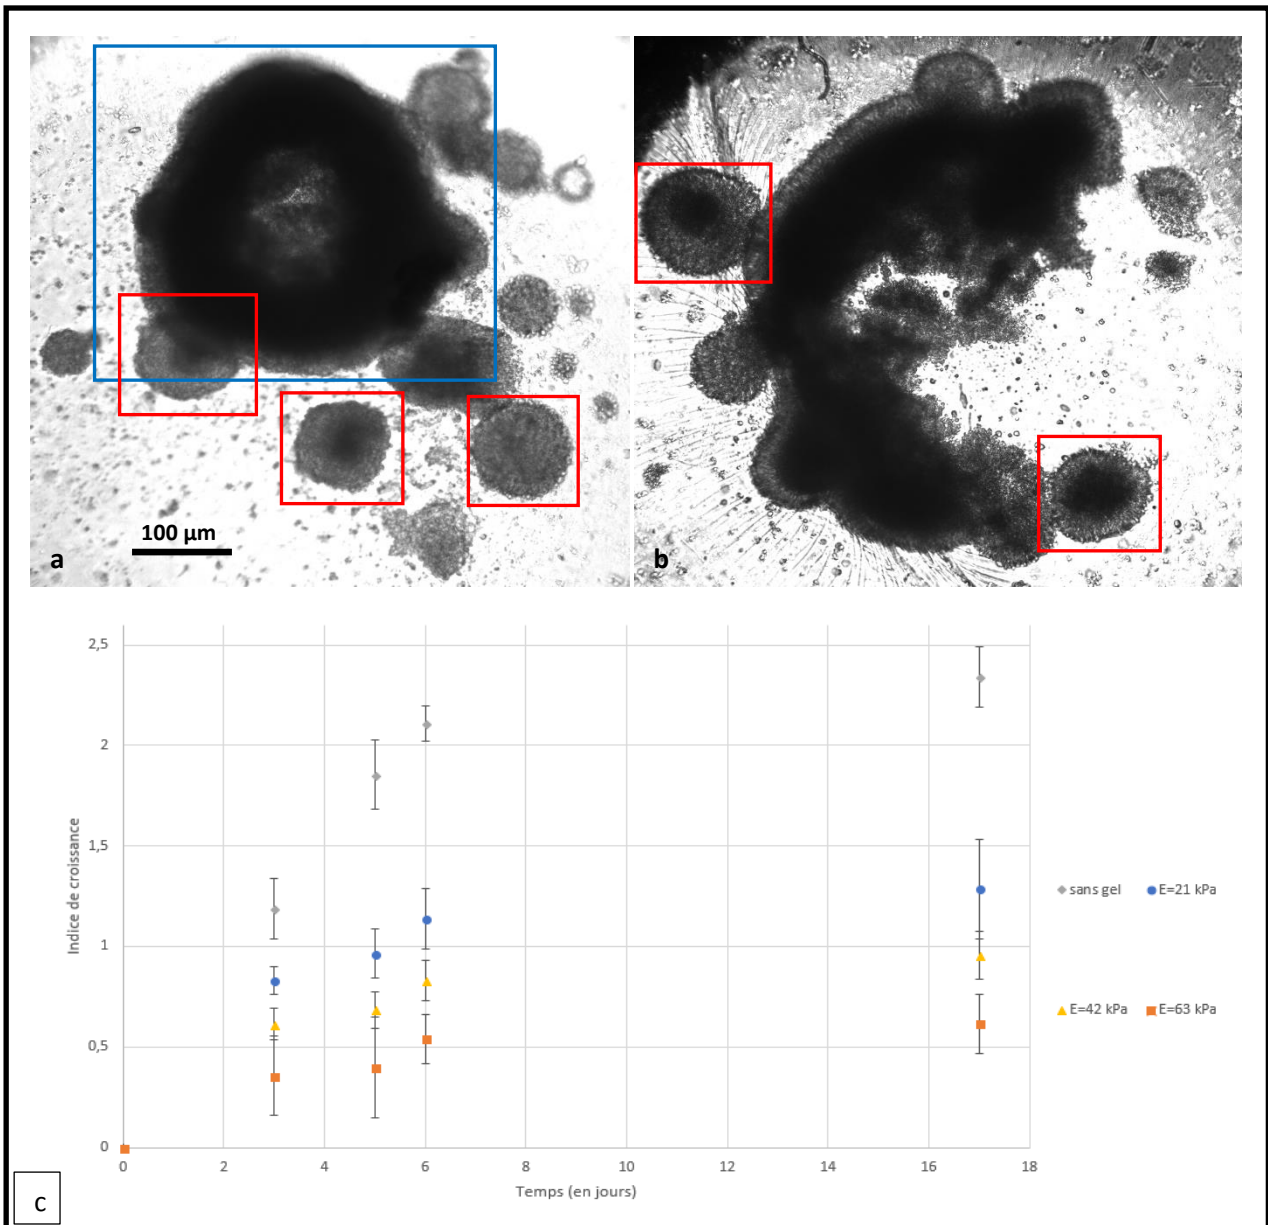 100 µm
a
b
2,5
2
1,5
1
0,5
0
0 2 4 6 8 10 12 14 16 18
Indice de croissance
Temps (en jours)
sans gel E=21 kPa
E=42 kPa E=63 kPa
c